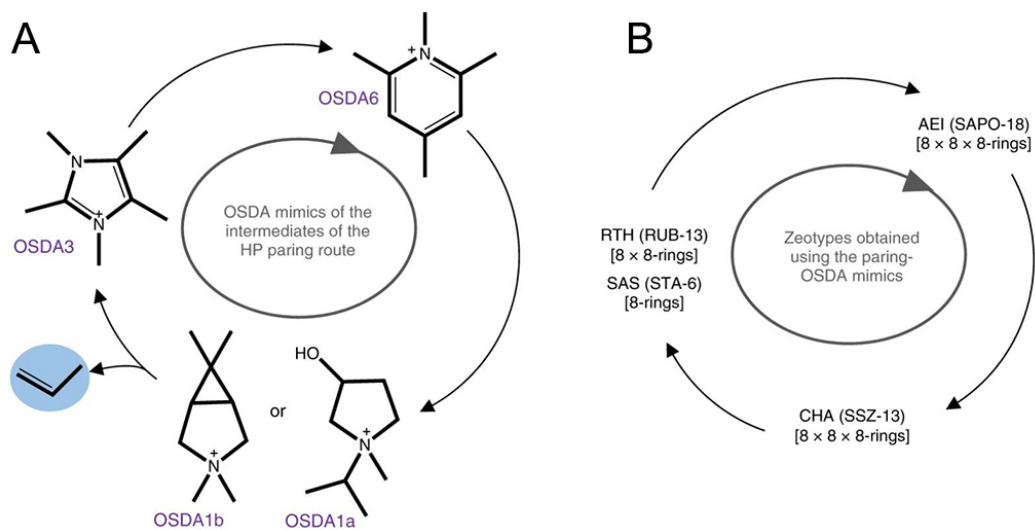 A
OSDA6
N
+
OSDA3
N
N
+
OSDA mimics of the
intermediates of the
HP paring route
or
HO
N
+
N
+
OSDA1b
OSDA1a
B
AEI (SAPO-18)
[8 × 8 × 8-rings]
RTH (RUB-13)
[8 × 8-rings]
SAS (STA-6)
[8-rings]
Zeotypes obtained
using the paring-
OSDA mimics
CHA (SSZ-13)
[8 × 8 × 8-rings]